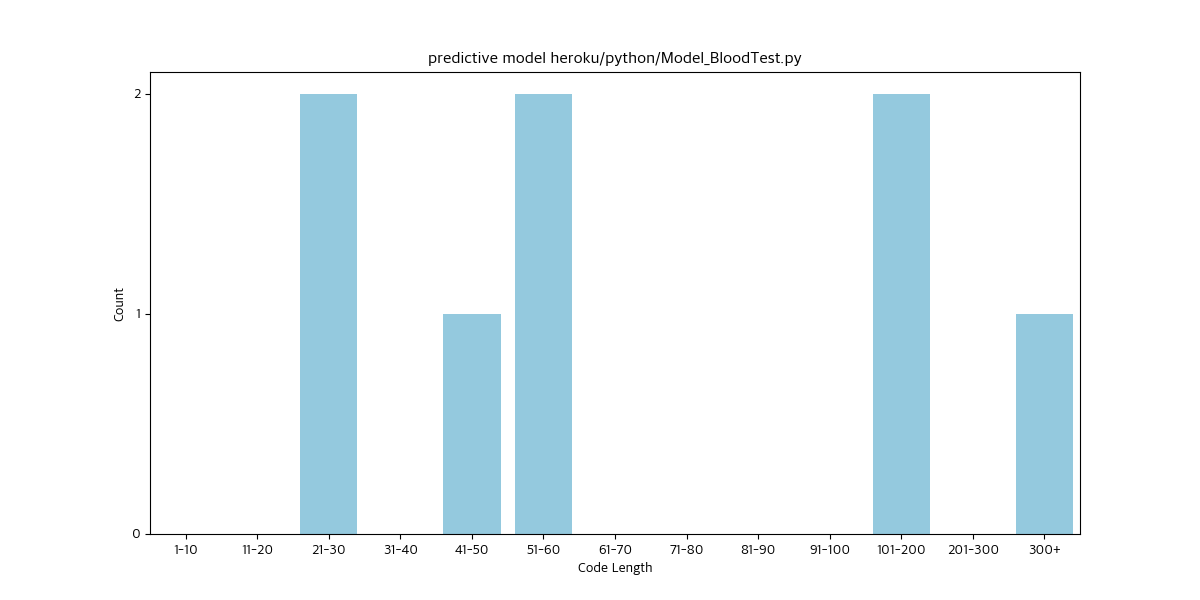 predictive model heroku/python/Model_BloodTest.py
Count
2
1
0
1-10 11-20 21-30 31-40 41-50 51-60 61-70 71-80 81-90 91-100 101-200 201-300 300+
Code Length